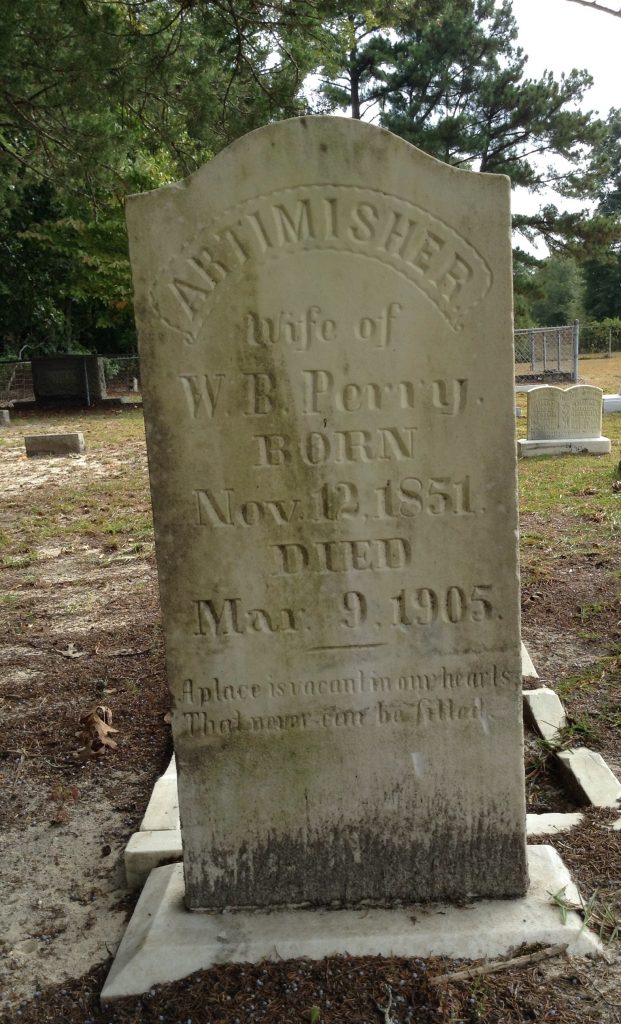 ARTIMISHER
Wife of
W. B. Perry.
BORN
Nov. 12, 1851.
DIED
Mar. 9, 1905.
A place is vacant in our hearts
That never can be filled.